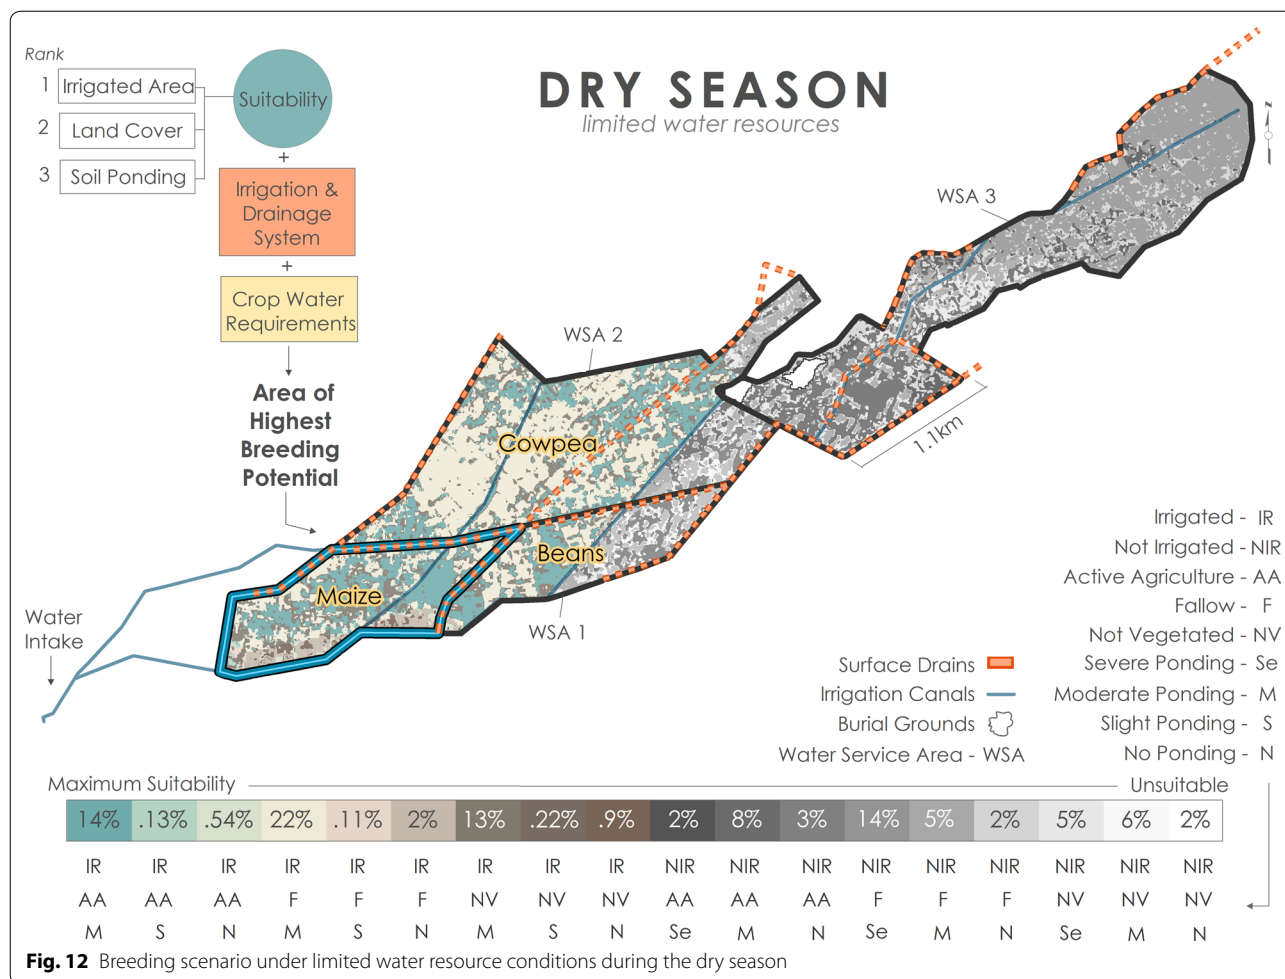 Rank
1 Irrigated Area
2 Land Cover
3 Soil Ponding
Suitability
+
Irrigation &
Drainage
System
+
Crop Water
Requirements
Area of
Highest
Breeding
Potential
DRY SEASON
limited water resources
N
WSA 3
WSA 2
1.1km
Cowpea
Beans
Maize
WSA 1
Water
Intake
Surface Drains
Irrigation Canals
Burial Grounds
Water Service Area - WSA
Irrigated - IR
Not Irrigated - NIR
Active Agriculture - AA
Fallow - F
Not Vegetated - NV
Severe Ponding - Se
Moderate Ponding - M
Slight Ponding - S
No Ponding - N
Maximum Suitability Unsuitable
14% .13% .54% 22% .11% 2% 13% .22% .9% 2% 8% 3% 14% 5% 2% 5% 6% 2%
IR IR IR IR IR IR IR IR IR NIR NIR NIR NIR NIR NIR NIR NIR NIR
AA AA AA F F F NV NV NV AA AA AA F F F NV NV NV
M S N M S N M S N Se M N Se M N Se M N
Fig. 12 Breeding scenario under limited water resource conditions during the dry season